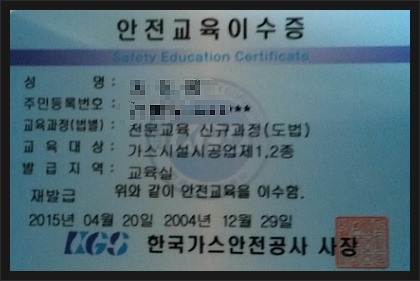 안전교육이수증
Safety Education Certificate
성 명 :
주민등록번호 : **
교육과정(법별) : 전문교육 신규과정(도법)
교 육 대 상 : 가스시설시공업제1,2종
발 급 지 역 : 교육실
재발급 위와 같이 안전교육을 이수함.
2015년 04월 20일 2004년 12월 29일
KGS 한국가스안전공사 사장